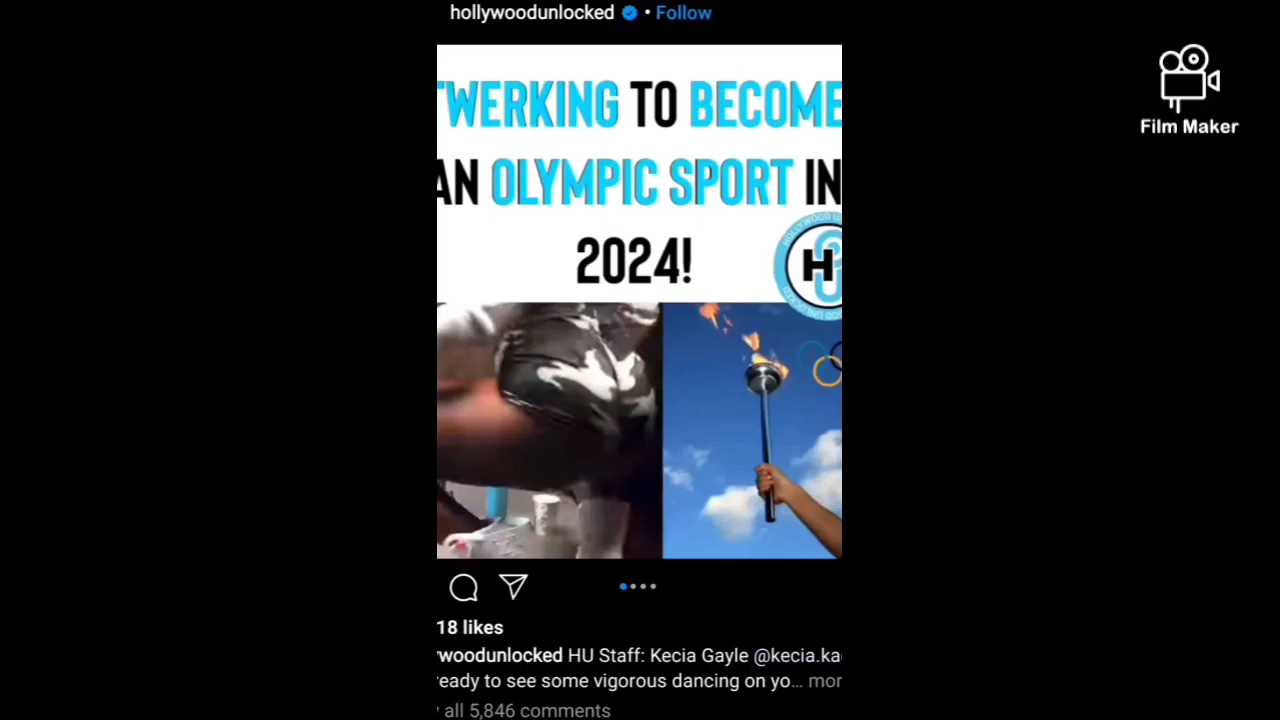 hollywoodunlocked • Follow
TWERKING TO BECOME
AN OLYMPIC SPORT IN
2024!
H
Film Maker
18 likes
woodunlocked HU Staff: Kecia Gayle @kecia.ka
eady to see some vigorous dancing on yo... mor
all 5,846 comments